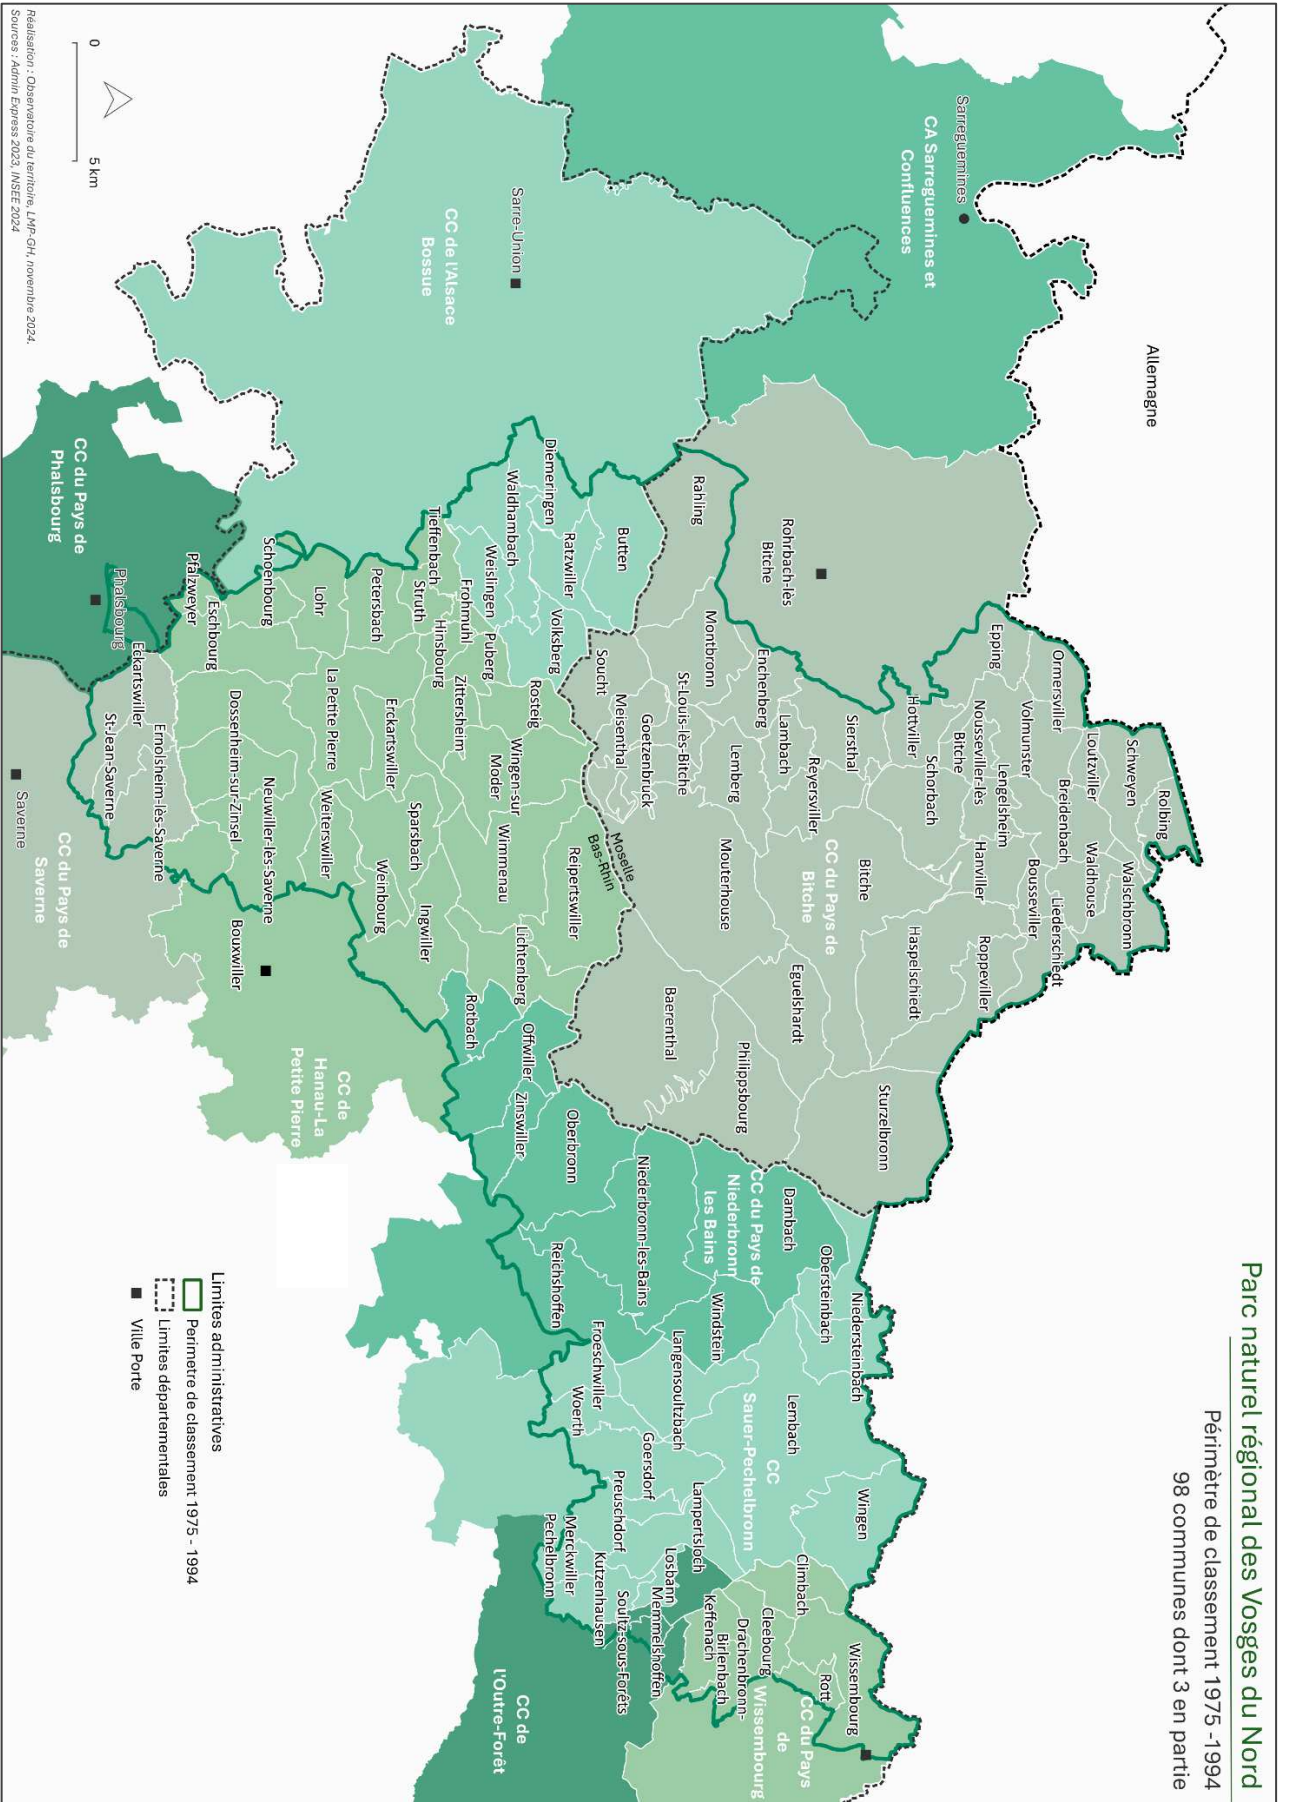 Parc naturel régional des Vosges du Nord
Périmètre de classement 1975 -1994
98 communes dont 3 en partie
Allemagne
Sarreguemines
CA Sarreguemines et
Confluences
Sarre-Union
CC de l'Alsace
Bossue
Rohrbach-lès
Bitche
Rahling
Epping
Ormersviller
Volmunster
Loutzviller
Schweyen
Rolbing
Breidenbach
Waldhouse
Walschbronn
Nousseviller-lès
Bitche
Lengelsheim
Hanviller
Bousseviller
Liederschiedt
Roppeviller
Hottviller
Schorbach
Haspelschiedt
Siersthal
Reyersviller
Bitche
CC du Pays de
Bitche
Lambach
Enchenberg
Montbronn
Lemberg
St-Louis-lès-Bitche
Goetzenbruck
Meisenthal
Soucht
Mouterhouse
Eguelshardt
Baerenthal
Philippsbourg
Sturzelbronn
Moselle
Bas-Rhin
Butten
Diemeringen
Ratzwiller
Waldhambach
Volksberg
Weislingen
Tieffenbach
Frohmuhl
Puberg
Rosteig
Struth
Hinsbourg
Zittersheim
Wingen-sur
Moder
Wimmenau
Reipertswiller
Petersbach
Erckartswiller
Sparsbach
Ingwiller
Lichtenberg
Lohr
La Petite Pierre
Weiterswiller
Weinbourg
Schoenbourg
Eschbourg
Pfalzweyer
Dossenheim-sur-Zinsel
Neuwiller-lès-Saverne
Bouxwiller
Phalsbourg
CC du Pays de
Phalsbourg
Eckartswiller
Ernolsheim-lès-Saverne
St-Jean-Saverne
Saverne
CC du Pays de
Saverne
CC de
Hanau-La
Petite Pierre
Rotbach
Offwiller
Zinswiller
Oberbronn
Niederbronn-les-Bains
Reichshoffen
CC du Pays de
Niederbronn
les Bains
Dambach
Windstein
Obersteinbach
Niedersteinbach
Langensoultzbach
Froeschwiller
Woerth
Lembach
CC
Sauer-Pechelbronn
Wingen
Goersdorf
Preuschdorf
Lampertsloch
Merckwiller
Pechelbronn
Kutzenhausen
Lobsann
Soultz-sous-Forêts
Memmelshoffen
Keffenach
Birlenbach
Drachenbronn-
Cleebourg
Climbach
Rott
Wissembourg
CC du Pays
de
Wissembourg
CC de
l'Outre-Forêt
Limites administratives
Perimetre de classement 1975 - 1994
Limites départementales
Ville Porte
0
5 km
Réalisation : Observatoire du territoire, LMP-GH, novembre 2024.
Sources : Admin Express 2023, INSEE 2024